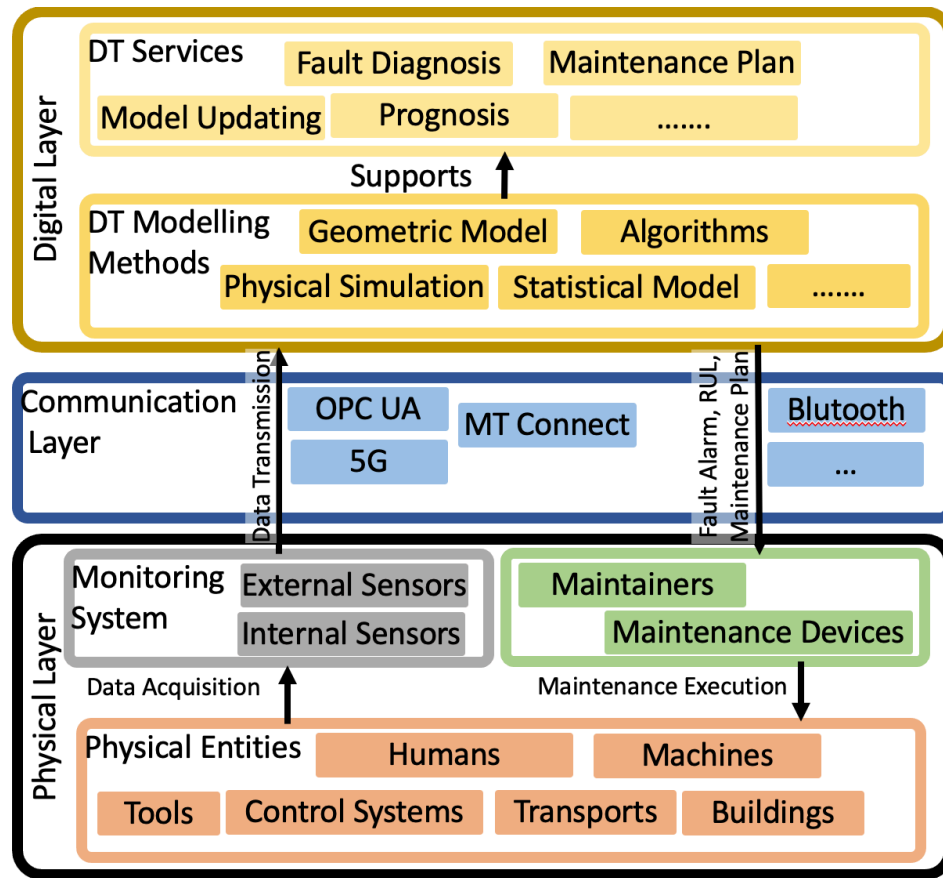 Digital Layer
DT Services
Fault Diagnosis
Maintenance Plan
Model Updating
Prognosis
.......
Supports
DT Modelling
Methods
Geometric Model
Algorithms
Physical Simulation
Statistical Model
.......
Communication
Layer
Data Transmission
OPC UA
MT Connect
5G
Fault Alarm, RUL,
Maintenance Plan
Blutooth
...
Physical Layer
Monitoring
System
External Sensors
Internal Sensors
Maintainers
Maintenance Devices
Data Acquisition
Maintenance Execution
Physical Entities
Humans
Machines
Tools
Control Systems
Transports
Buildings